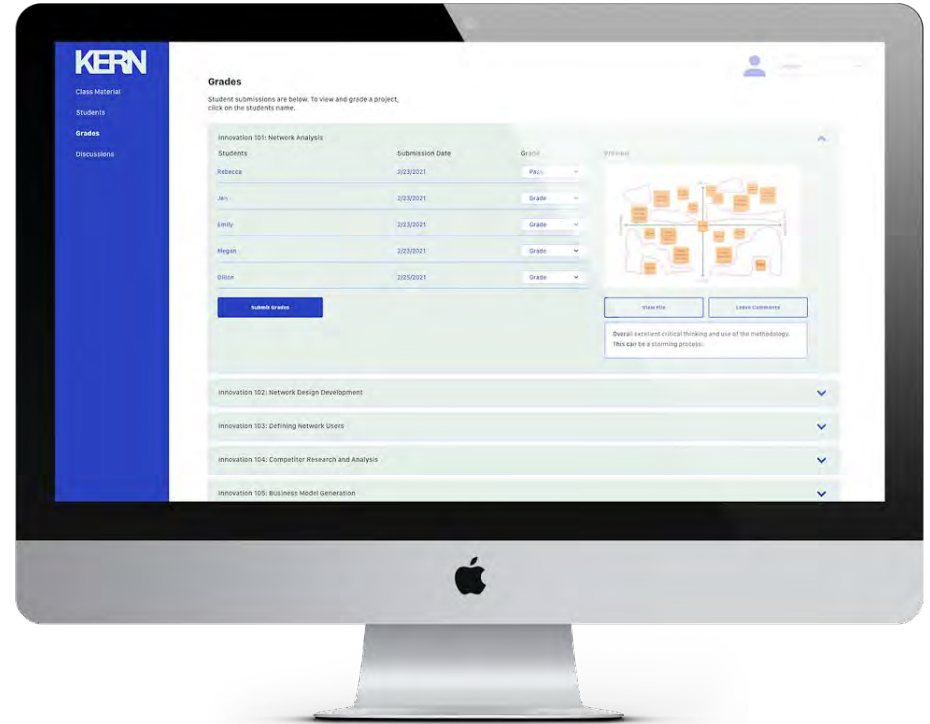 KERN
Class Material
Students
Grades
Discussions
Grades
Student submissions are below. To view and grade a project,
click on the students name.
Innovation 101: Network Analysis
Students Submission Date Grade Preview
Rebecca 2/23/2021 Pass
Jen 2/23/2021 Grade
Emily 2/23/2021 Grade
Megan 2/23/2021 Grade
2/25/2021 Grade
Submit Grades
View File
Leave Comments
Overall excellent critical thinking and use of the methodology.
This can be a storming process.
Innovation 102: Network Design Development
Innovation 103: Defining Network Users
Innovation 104: Competitor Research and Analysis
Innovation 105: Business Model Generation